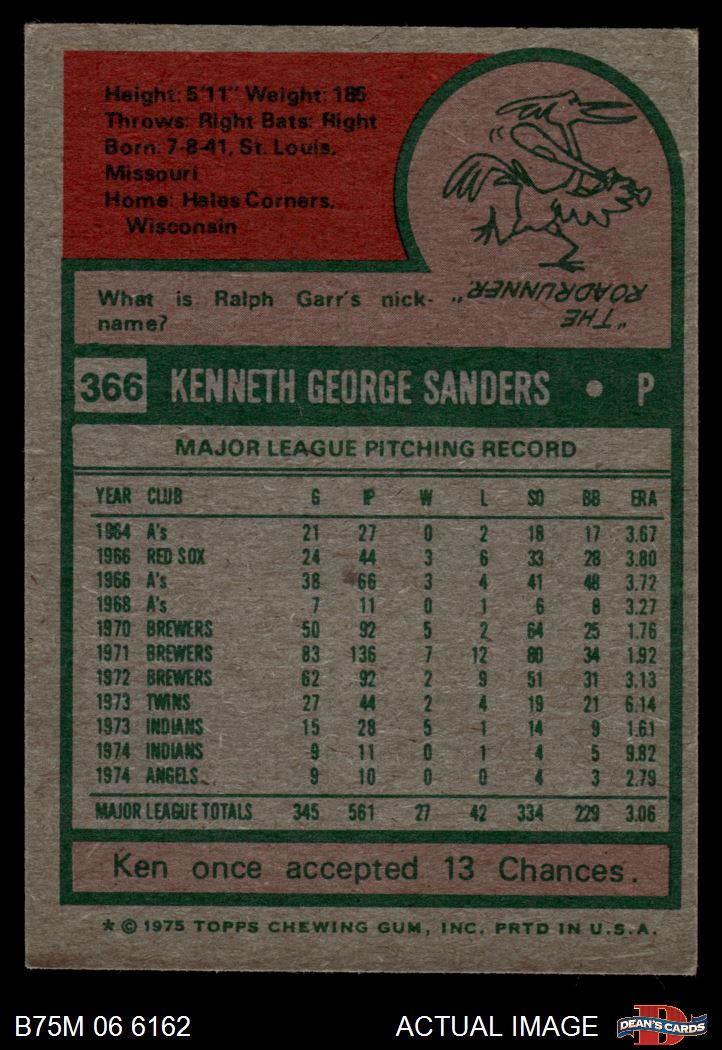 Height: 5'11" Weight: 185
Throws: Right Bats: Right
Born: 7-8-41, St. Louis,
Missouri
Home: Hales Corners,
Wisconsin
What is Ralph Garr's nick-
name?
"THE
ROADRUNNER."
366 KENNETH GEORGE SANDERS • P
MAJOR LEAGUE PITCHING RECORD
YEAR CLUB G IP W L SO BB ERA
1964 A's 21 27 0 2 18 17 3.67
1966 RED SOX 24 44 3 6 33 28 3.80
1966 A's 38 66 3 4 41 48 3.72
1968 A's 7 11 0 1 6 8 3.27
1970 BREWERS 50 92 5 2 64 25 1.76
1971 BREWERS 83 136 7 12 80 34 1.92
1972 BREWERS 62 92 2 9 51 31 3.13
1973 TWINS 27 44 2 4 19 21 6.14
1973 INDIANS 15 28 5 1 14 9 1.61
1974 INDIANS 9 11 0 1 4 5 9.82
1974 ANGELS 9 10 0 0 4 3 2.79
MAJOR LEAGUE TOTALS 345 561 27 42 334 229 3.06
Ken once accepted 13 Chances.
* © 1975 TOPPS CHEWING GUM, INC. PRTD IN U.S.A.
B75M 06 6162 ACTUAL IMAGE
D
DEAN'S CARDS